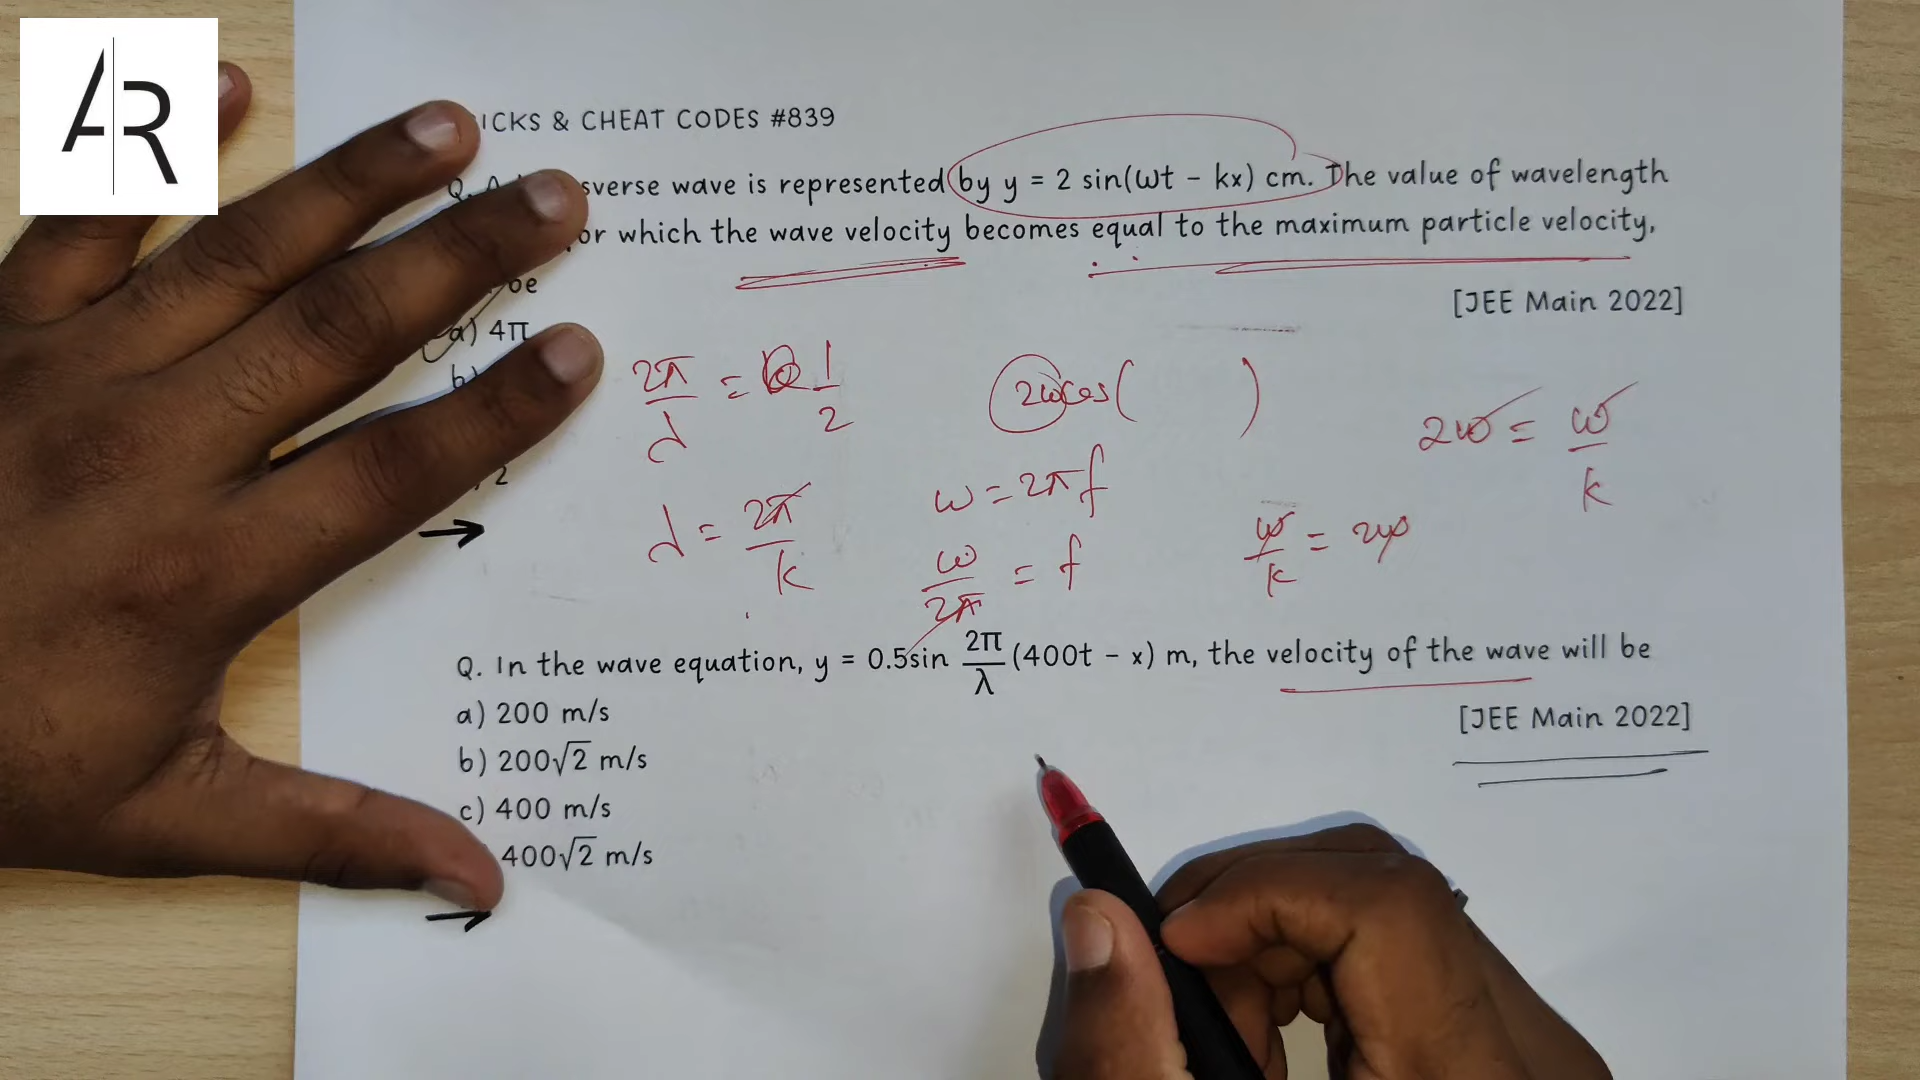 AR
ICKS & CHEAT CODES #839
Q. sverse wave is represented by y = 2 sin(ωt - kx) cm. The value of wavelength
or which the wave velocity becomes equal to the maximum particle velocity,
be
[JEE Main 2022]
a) 4π
b)
2
2π/λ = 1/2
2ωcos( )
2ω = ω/k
λ = 2π/k
ω = 2πf
ω/2π = f
ω/k = 2ω
Q. In the wave equation, y = 0.5sin 2π/λ (400t - x) m, the velocity of the wave will be
a) 200 m/s
[JEE Main 2022]
b) 200√2 m/s
c) 400 m/s
400√2 m/s